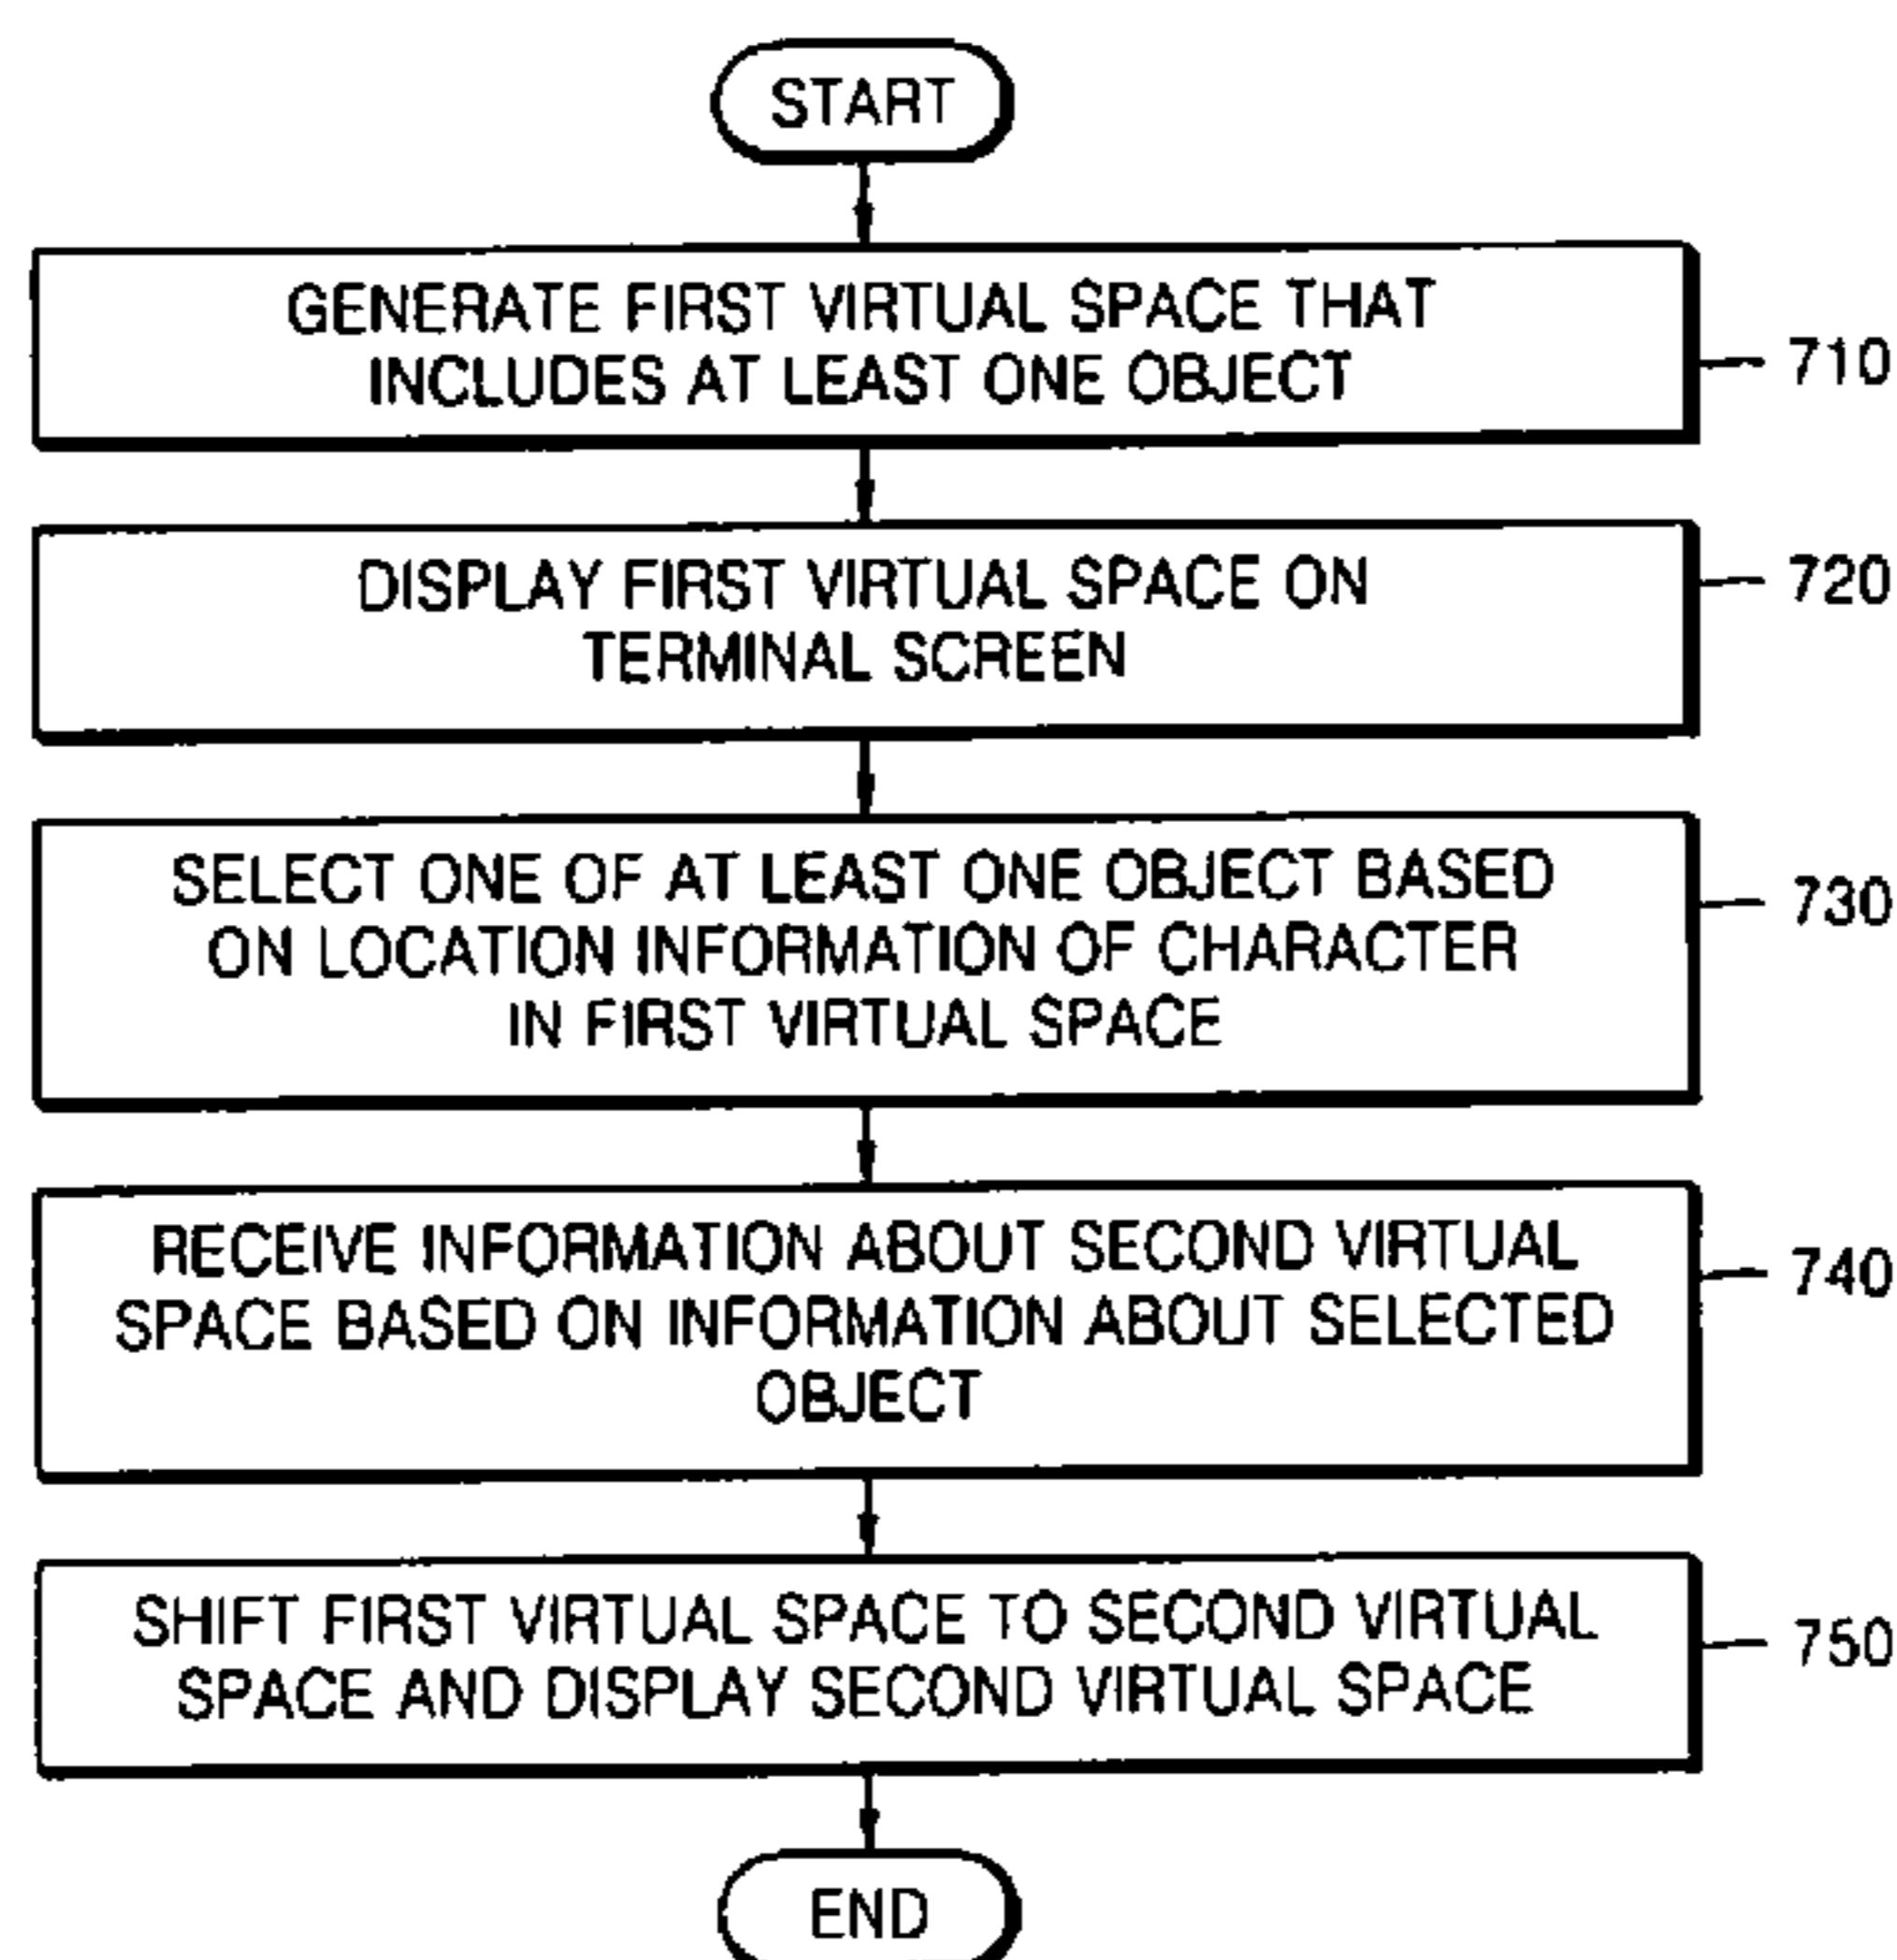 START
GENERATE FIRST VIRTUAL SPACE THAT
INCLUDES AT LEAST ONE OBJECT
710
DISPLAY FIRST VIRTUAL SPACE ON
TERMINAL SCREEN
720
SELECT ONE OF AT LEAST ONE OBJECT BASED
ON LOCATION INFORMATION OF CHARACTER
IN FIRST VIRTUAL SPACE
730
RECEIVE INFORMATION ABOUT SECOND VIRTUAL
SPACE BASED ON INFORMATION ABOUT SELECTED
OBJECT
740
SHIFT FIRST VIRTUAL SPACE TO SECOND VIRTUAL
SPACE AND DISPLAY SECOND VIRTUAL SPACE
750
END